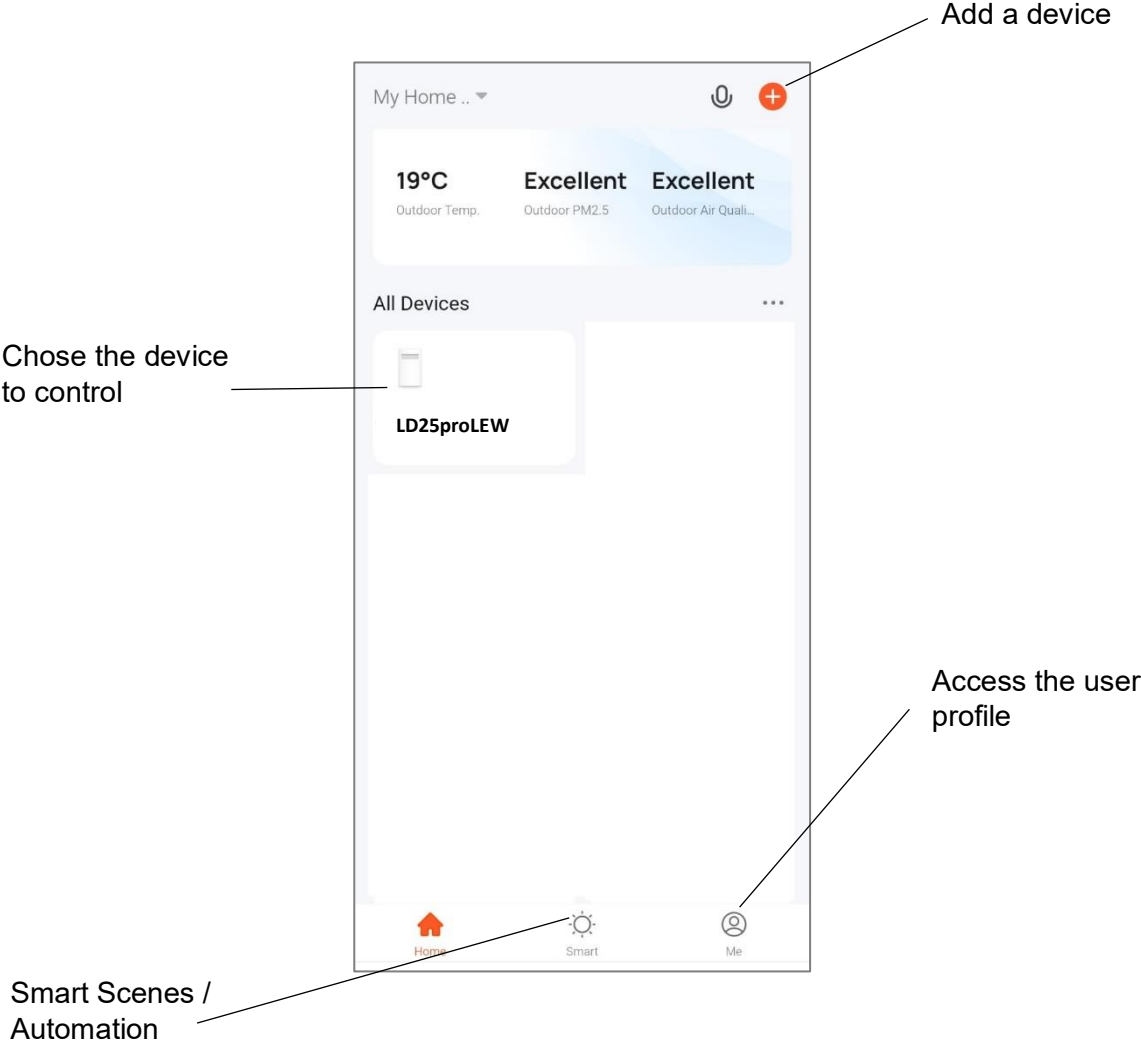 Add a device
My Home ..
19°C Excellent Excellent
Outdoor Temp. Outdoor PM2.5 Outdoor Air Quali...
All Devices
Chose the device
to control
LD25proLEW
Access the user
profile
Home Smart Me
Smart Scenes /
Automation